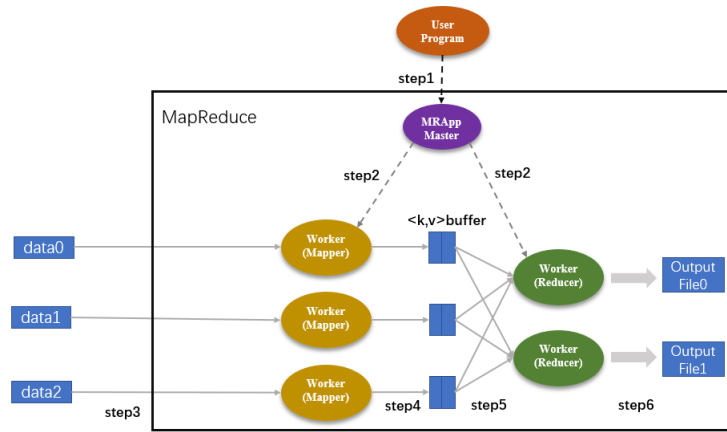 User
Program
step1
MapReduce
MRApp
Master
step2
step2
<k,v>buffer
data0
Worker
(Mapper)
Worker
(Reducer)
Output
File0
data1
Worker
(Mapper)
Worker
(Reducer)
Output
File1
data2
Worker
(Mapper)
step3
step4
step5
step6